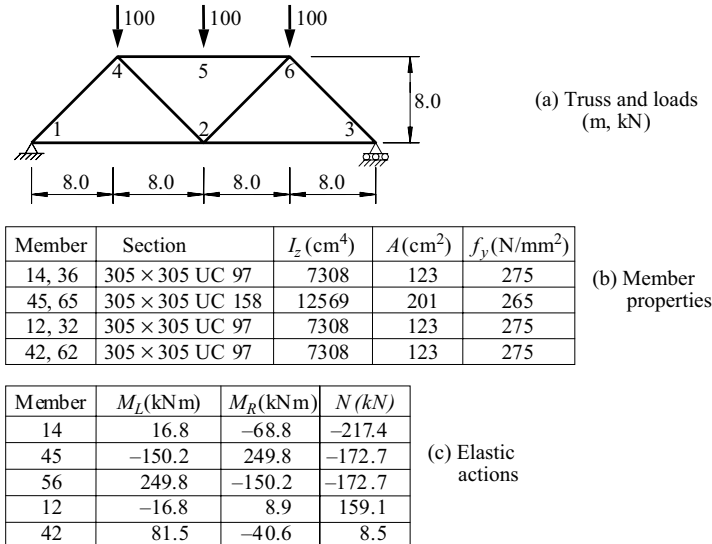 100 100 100
4 5 6
8.0
(a) Truss and loads
(m, kN)
1 2 3
8.0 8.0 8.0 8.0
Member Section I_z (cm⁴) A(cm²) f_y (N/mm²)
14, 36 305 × 305 UC 97 7308 123 275
45, 65 305 × 305 UC 158 12569 201 265
12, 32 305 × 305 UC 97 7308 123 275
42, 62 305 × 305 UC 97 7308 123 275
(b) Member
properties
Member M_L(kNm) M_R(kNm) N (kN)
14 16.8 –68.8 –217.4
45 –150.2 249.8 –172.7
56 249.8 –150.2 –172.7
12 –16.8 8.9 159.1
42 81.5 –40.6 8.5
(c) Elastic
actions